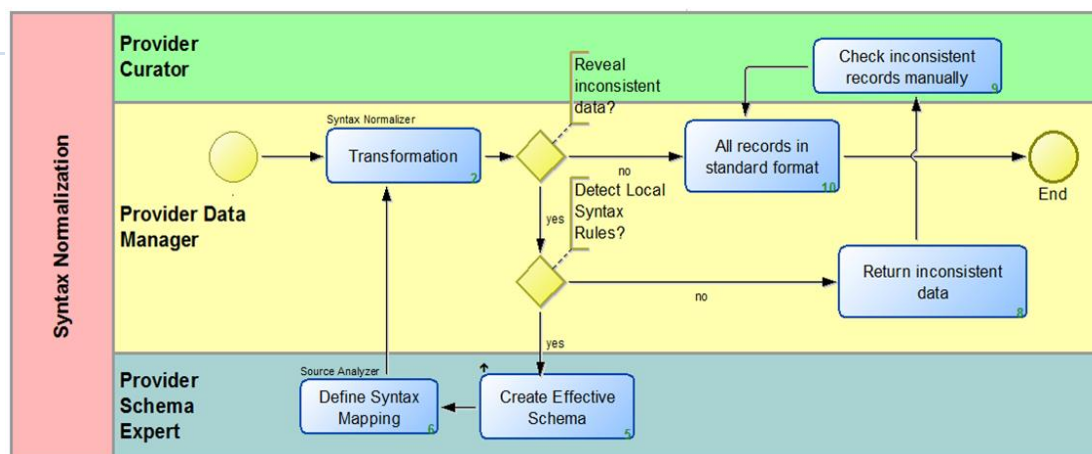 Syntax Normalization
Provider
Curator
Reveal
inconsistent
data?
Check inconsistent
records manually
9
Provider Data
Manager
Syntax Normalizer
Transformation
2
no
All records in
standard format
10
End
yes
Detect Local
Syntax
Rules?
no
Return inconsistent
data
8
yes
Provider
Schema
Expert
Source Analyzer
Define Syntax
Mapping
6
Create Effective
Schema
5